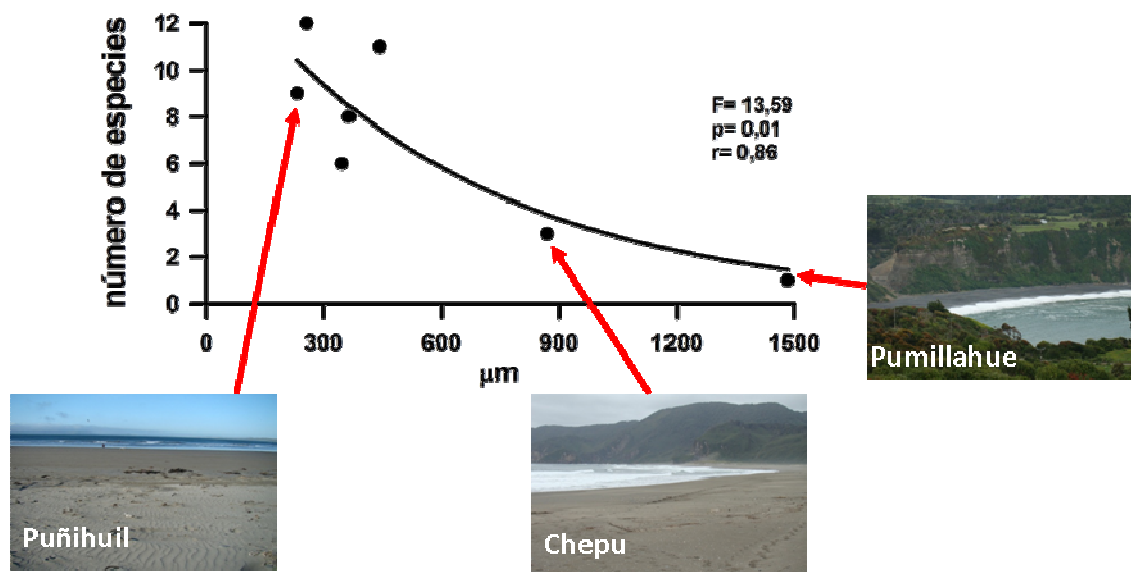 número de especies
12
10
8
6
4
2
0
0 300 600 900 1200 1500
μm
F= 13,59
p= 0,01
r= 0,86
Pumillahue
Puñihuil
Chepu